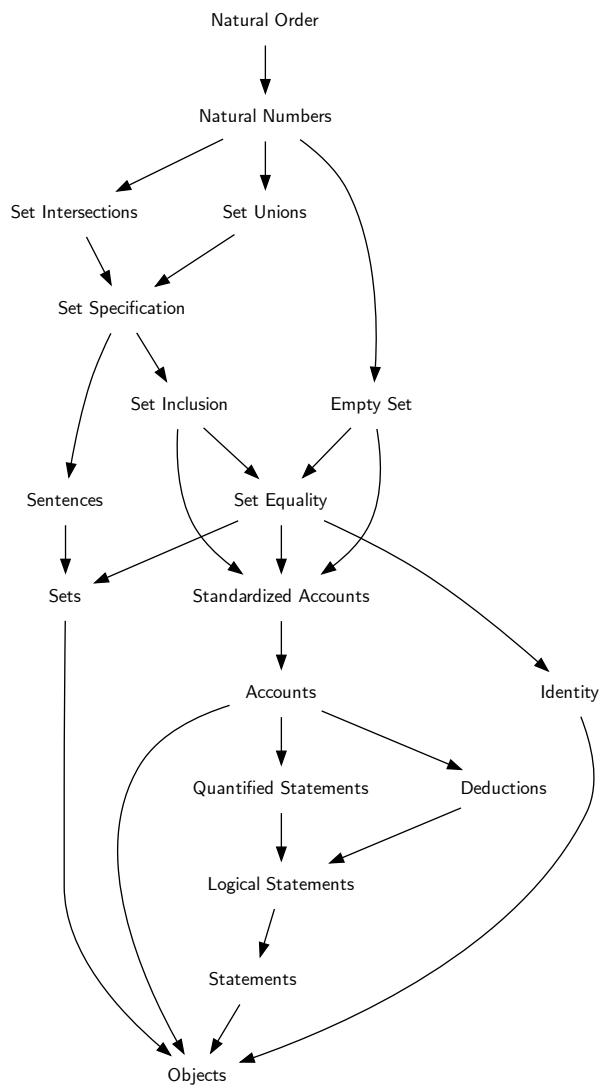 Natural Order
Natural Numbers
Set Intersections
Set Unions
Set Specification
Set Inclusion
Empty Set
Sentences
Set Equality
Sets
Standardized Accounts
Accounts
Identity
Quantified Statements
Deductions
Logical Statements
Statements
Objects